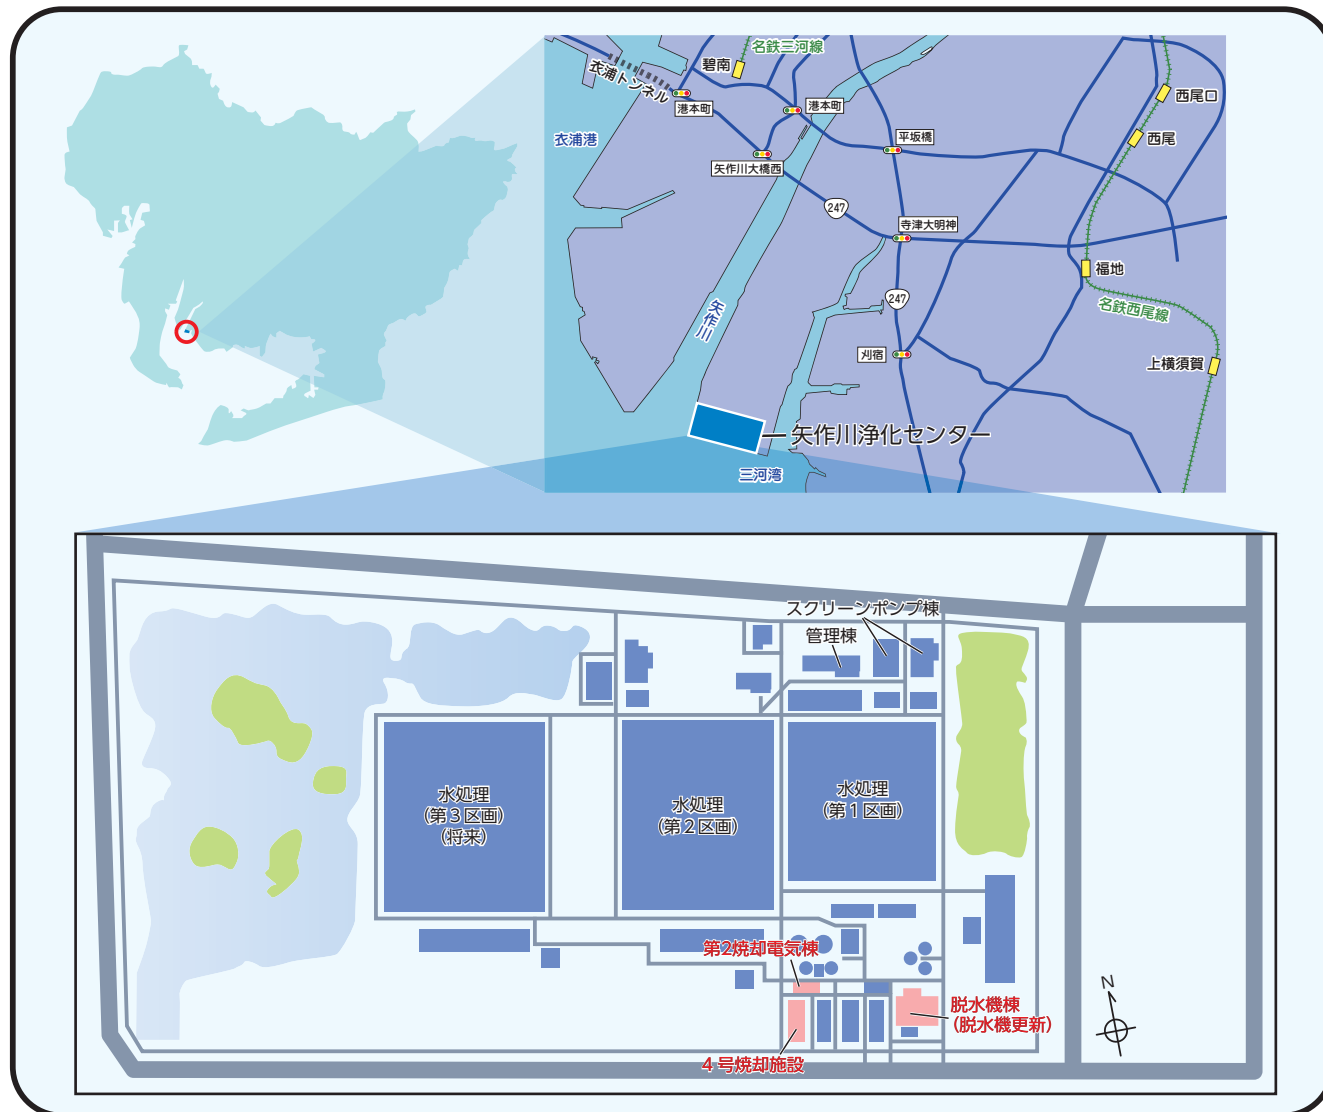 名鉄三河線
碧南
衣浦トンネル
港本町
港本町
西尾口
衣浦港
平坂橋
西尾
矢作川大橋西
247
寺津大明神
福地
247
名鉄西尾線
矢作川
刈宿
上横須賀
矢作川浄化センター
三河湾
スクリーンポンプ棟
管理棟
水処理
(第1区画)
水処理
(第2区画)
水処理
(第3区画)
(将来)
第2焼却電気棟
脱水機棟
(脱水機更新)
4号焼却施設
N